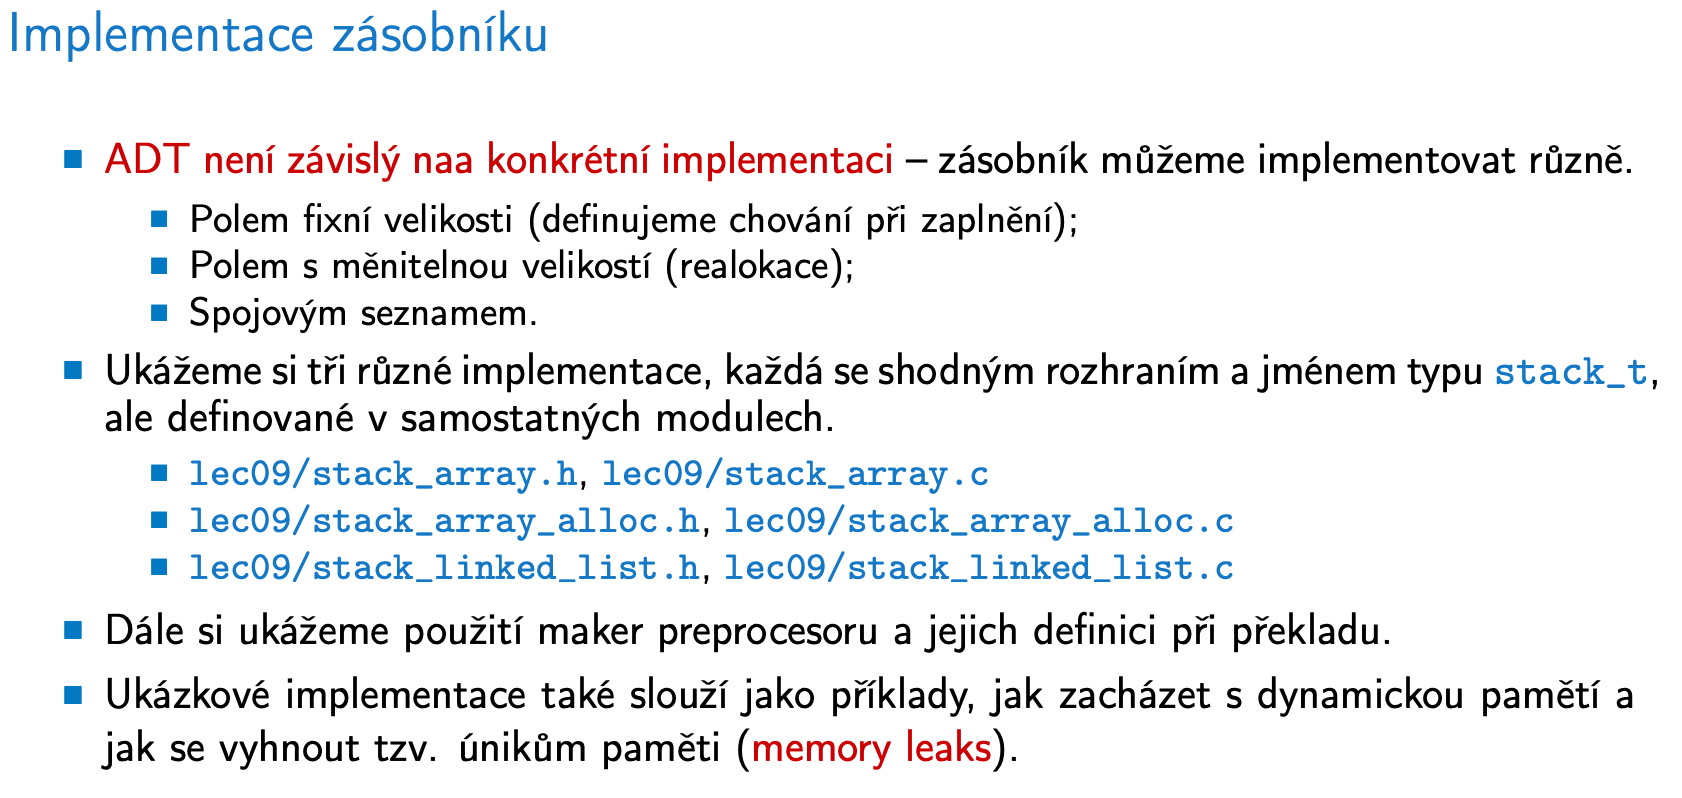 Implementace zásobníku
ADT není závislý naa konkrétní implementaci – zásobník můžeme implementovat různě.
Polem fixní velikosti (definujeme chování při zaplnění);
Polem s měnitelnou velikostí (realokace);
Spojovým seznamem.
Ukážeme si tři různé implementace, každá se shodným rozhraním a jménem typu stack_t,
ale definované v samostatných modulech.
lec09/stack_array.h, lec09/stack_array.c
lec09/stack_array_alloc.h, lec09/stack_array_alloc.c
lec09/stack_linked_list.h, lec09/stack_linked_list.c
Dále si ukážeme použití maker preprocesoru a jejich definici při překladu.
Ukázkové implementace také slouží jako příklady, jak zacházet s dynamickou pamětí a
jak se vyhnout tzv. únikům paměti (memory leaks).